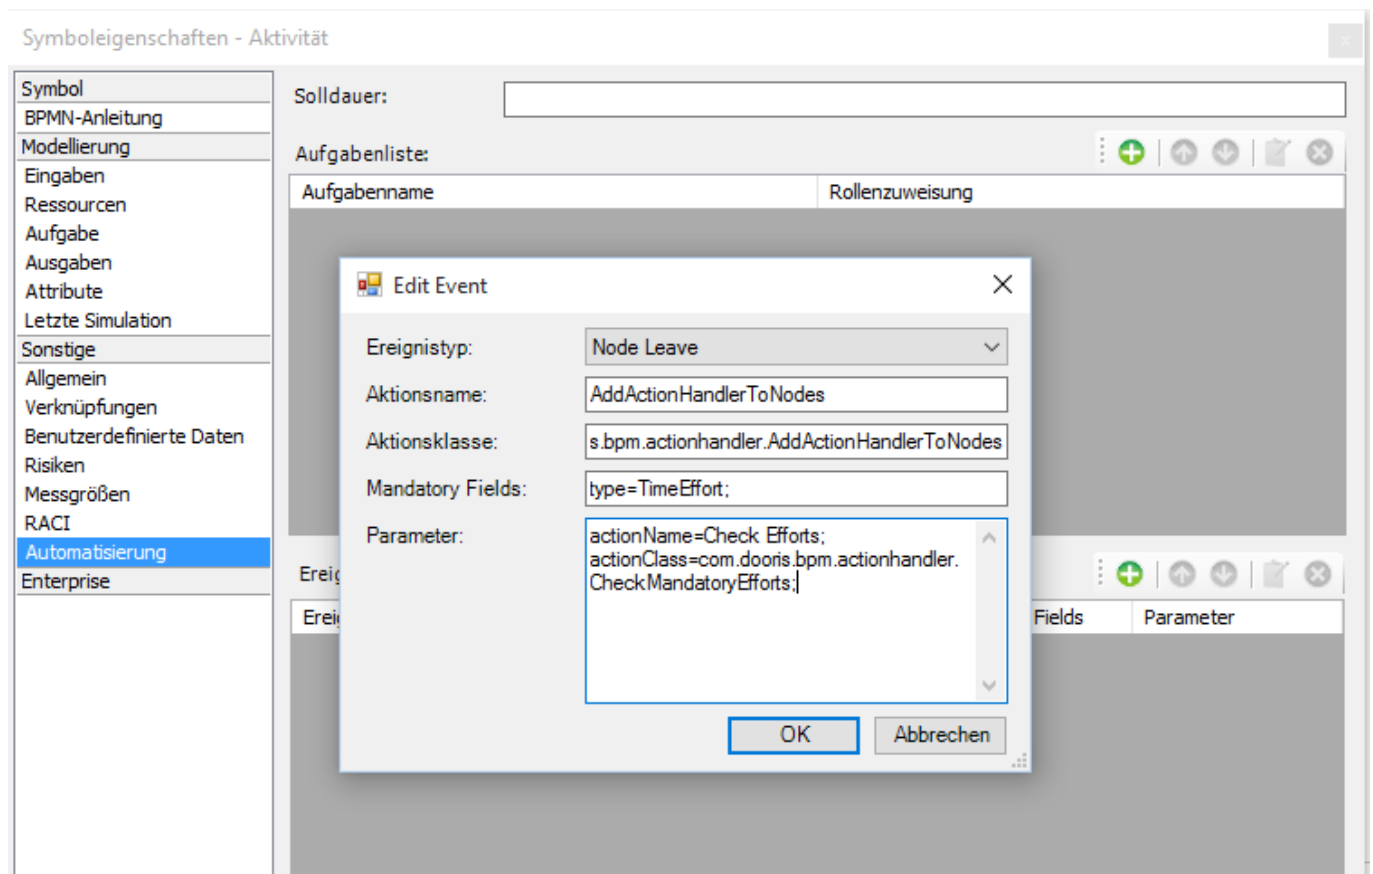 Symboleigenschaften - Aktivität
Symbol
BPMN-Anleitung
Modellierung
Eingaben
Ressourcen
Aufgabe
Ausgaben
Attribute
Letzte Simulation
Sonstige
Allgemein
Verknüpfungen
Benutzerdefinierte Daten
Risiken
Messgrößen
RACI
Automatisierung
Enterprise
Solldauer:
Aufgabenliste:
Aufgabenname Rollenzuweisung
Edit Event
Ereignistyp: Node Leave
Aktionsname: AddActionHandlerToNodes
Aktionsklasse: s.bpm.actionhandler.AddActionHandlerToNodes
Mandatory Fields: type=TimeEffort;
Parameter: actionName=Check Efforts;
actionClass=com.dooris.bpm.actionhandler.
CheckMandatoryEfforts;
OK Abbrechen
Fields Parameter